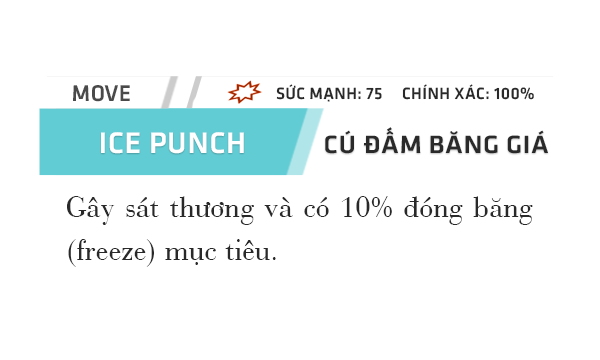 MOVE SỨC MẠNH: 75 CHÍNH XÁC: 100%
ICE PUNCH CÚ ĐẤM BĂNG GIÁ
Gây sát thương và có 10% đóng băng
(freeze) mục tiêu.